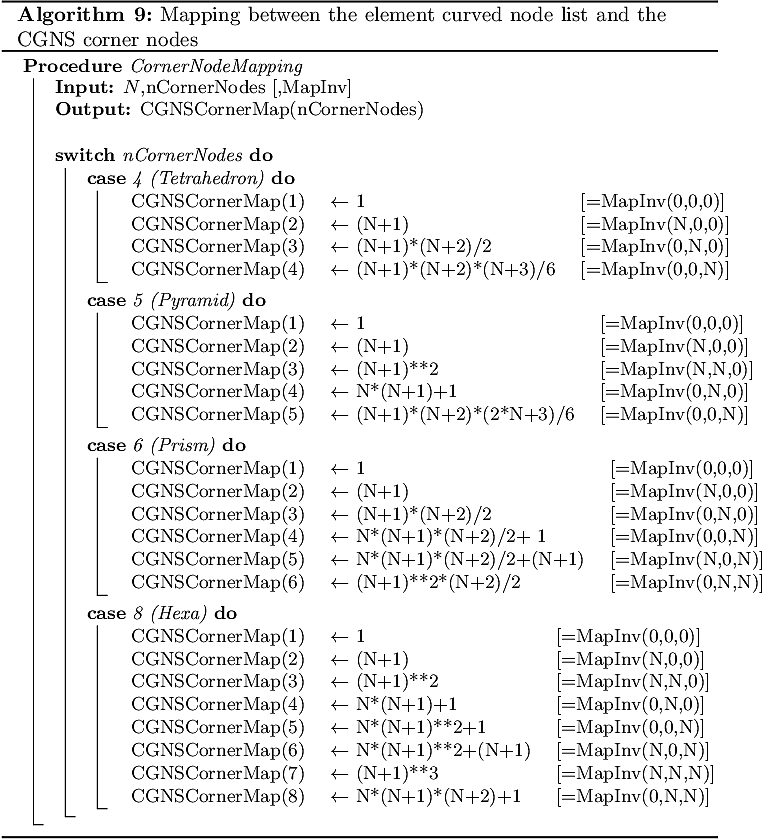 Algorithm 9: Mapping between the element curved node list and the
CGNS corner nodes
Procedure CornerNodeMapping
Input: N,nCornerNodes [,MapInv]
Output: CGNSCornerMap(nCornerNodes)
switch nCornerNodes do
case 4 (Tetrahedron) do
CGNSCornerMap(1) ← 1 [=MapInv(0,0,0)]
CGNSCornerMap(2) ← (N+1) [=MapInv(N,0,0)]
CGNSCornerMap(3) ← (N+1)*(N+2)/2 [=MapInv(0,N,0)]
CGNSCornerMap(4) ← (N+1)*(N+2)*(N+3)/6 [=MapInv(0,0,N)]
case 5 (Pyramid) do
CGNSCornerMap(1) ← 1 [=MapInv(0,0,0)]
CGNSCornerMap(2) ← (N+1) [=MapInv(N,0,0)]
CGNSCornerMap(3) ← (N+1)**2 [=MapInv(N,N,0)]
CGNSCornerMap(4) ← N*(N+1)+1 [=MapInv(0,N,0)]
CGNSCornerMap(5) ← (N+1)*(N+2)*(2*N+3)/6 [=MapInv(0,0,N)]
case 6 (Prism) do
CGNSCornerMap(1) ← 1 [=MapInv(0,0,0)]
CGNSCornerMap(2) ← (N+1) [=MapInv(N,0,0)]
CGNSCornerMap(3) ← (N+1)*(N+2)/2 [=MapInv(0,N,0)]
CGNSCornerMap(4) ← N*(N+1)*(N+2)/2+ 1 [=MapInv(0,0,N)]
CGNSCornerMap(5) ← N*(N+1)*(N+2)/2+(N+1) [=MapInv(N,0,N)]
CGNSCornerMap(6) ← (N+1)**2*(N+2)/2 [=MapInv(0,N,N)]
case 8 (Hexa) do
CGNSCornerMap(1) ← 1 [=MapInv(0,0,0)]
CGNSCornerMap(2) ← (N+1) [=MapInv(N,0,0)]
CGNSCornerMap(3) ← (N+1)**2 [=MapInv(N,N,0)]
CGNSCornerMap(4) ← N*(N+1)+1 [=MapInv(0,N,0)]
CGNSCornerMap(5) ← N*(N+1)**2+1 [=MapInv(0,0,N)]
CGNSCornerMap(6) ← N*(N+1)**2+(N+1) [=MapInv(N,0,N)]
CGNSCornerMap(7) ← (N+1)**3 [=MapInv(N,N,N)]
CGNSCornerMap(8) ← N*(N+1)*(N+2)+1 [=MapInv(0,N,N)]